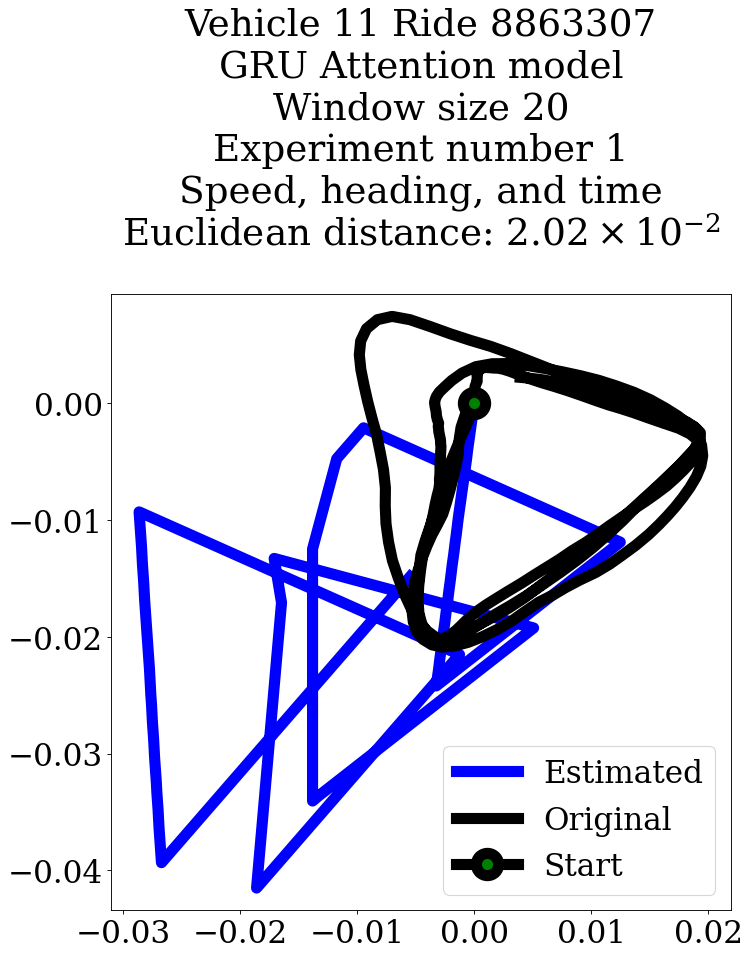 Vehicle 11 Ride 8863307
GRU Attention model
Window size 20
Experiment number 1
Speed, heading, and time
Euclidean distance: 2.02 × 10⁻²
0.00
−0.01
−0.02
−0.03
−0.04
Estimated
Original
Start
−0.03 −0.02 −0.01 0.00 0.01 0.02